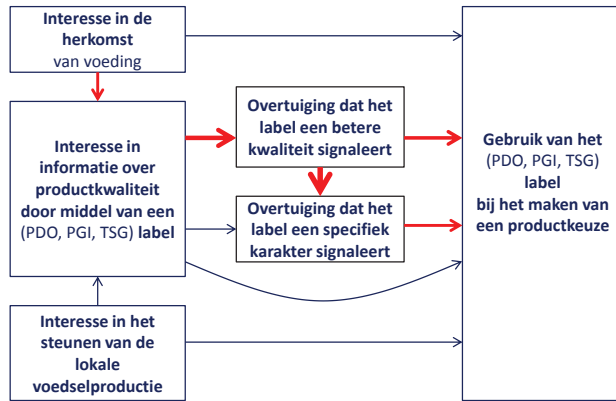 Interesse in de
herkomst
van voeding
Interesse in
informatie over
productkwaliteit
door middel van een
(PDO, PGI, TSG) label
Interesse in het
steunen van de
lokale
voedselproductie
Overtuiging dat het
label een betere
kwaliteit signaleert
Overtuiging dat het
label een specifiek
karakter signaleert
Gebruik van het
(PDO, PGI, TSG)
label
bij het maken van
een productkeuze